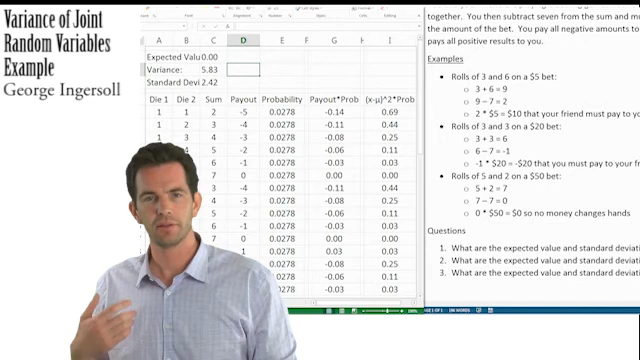 Variance of Joint
Random Variables
Example
George Ingersoll
A B C D E F G H I
Expected Valu 0.00
Variance: 5.83
Standard Devi 2.42
Die 1 Die 2 Sum Payout Probability Payout*Prob (x-μ)^2*Prob
1 1 2 -5 0.0278 -0.14 0.69
1 2 3 -4 0.0278 -0.11 0.44
1 3 4 -3 0.0278 -0.08 0.25
4 5 -2 0.0278 -0.06 0.11
6 -1 0.0278 -0.03 0.03
7 0 0.0278 0.00 0.00
3 -4 0.0278 -0.11 0.44
4 -3 0.0278 -0.08 0.25
5 -2 0.0278 -0.06 0.11
6 -1 0.0278 -0.03 0.03
7 0 0.0278 0.00 0.00
1 0.0278 0.03 0.03
0.0278 -0.08 0.25
0.0278 -0.06 0.11
0.0278 -0.03 0.03
together. You then subtract seven from the sum and mu
the amount of the bet. You pay all negative amounts to
pays all positive results to you.
Examples
• Rolls of 3 and 6 on $5 bet:
○ 3 + 6 = 9
○ 9 – 7 = 2
○ 2 * $5 = $10 that your friend must pay to yo
• Rolls of 3 and 3 on $20 bet:
○ 3 + 3 = 6
○ 6 – 7 = -1
○ -1 * $20 = -$20 that you must pay to your fr
• Rolls of 5 and 2 on $50 bet:
○ 5 + 2 = 7
○ 7 – 7 = 0
○ 0 * $50 = $0 so no money changes hands
Questions
1. What are the expected value and standard deviati
2. What are the expected value and standard deviati
3. What are the expected value and standard deviati